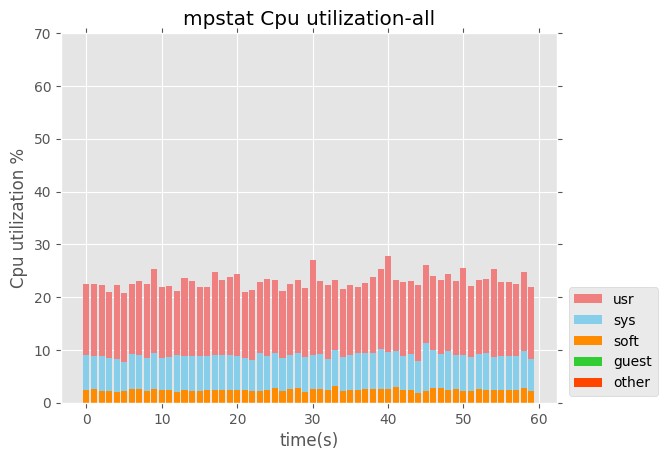 mpstat Cpu utilization-all
70
60
50
40
30
20
10
0
Cpu utilization %
0 10 20 30 40 50 60
time(s)
usr
sys
soft
guest
other